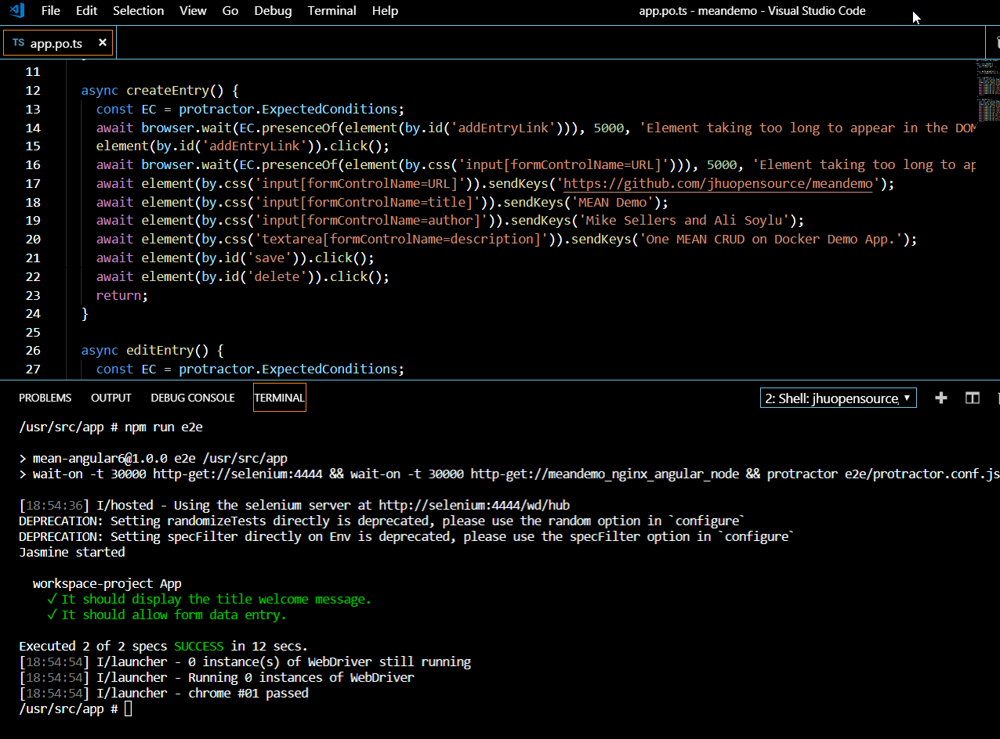 File Edit Selection View Go Debug Terminal Help app.po.ts - meandemo - Visual Studio Code
TS app.po.ts ×
11
12 async createEntry() {
13 const EC = protractor.ExpectedConditions;
14 await browser.wait(EC.presenceOf(element(by.id('addEntryLink'))), 5000, 'Element taking too long to appear in the DOM
15 element(by.id('addEntryLink')).click();
16 await browser.wait(EC.presenceOf(element(by.css('input[formControlName=URL]'))), 5000, 'Element taking too long to ap
17 await element(by.css('input[formControlName=URL]')).sendKeys('https://github.com/jhuopensource/meandemo');
18 await element(by.css('input[formControlName=title]')).sendKeys('MEAN Demo');
19 await element(by.css('input[formControlName=author]')).sendKeys('Mike Sellers and Ali Soylu');
20 await element(by.css('textarea[formControlName=description]')).sendKeys('One MEAN CRUD on Docker Demo App.');
21 await element(by.id('save')).click();
22 await element(by.id('delete')).click();
23 return;
24 }
25
26 async editEntry() {
27 const EC = protractor.ExpectedConditions;
PROBLEMS OUTPUT DEBUG CONSOLE TERMINAL 2: Shell: jhuopensource,
/usr/src/app # npm run e2e
> mean-angular6@1.0.0 e2e /usr/src/app
> wait-on -t 30000 http-get://selenium:4444 && wait-on -t 30000 http-get://meandemo_nginx_angular_node && protractor e2e/protractor.conf.js
[18:54:36] I/hosted - Using the selenium server at http://selenium:4444/wd/hub
DEPRECATION: Setting randomizeTests directly is deprecated, please use the random option in `configure`
DEPRECATION: Setting specFilter directly on Env is deprecated, please use the specFilter option in `configure`
Jasmine started
workspace-project App
✓ It should display the title welcome message.
✓ It should allow form data entry.
Executed 2 of 2 specs SUCCESS in 12 secs.
[18:54:54] I/launcher - 0 instance(s) of WebDriver still running
[18:54:54] I/launcher - Running 0 instances of WebDriver
[18:54:54] I/launcher - chrome #01 passed
/usr/src/app #